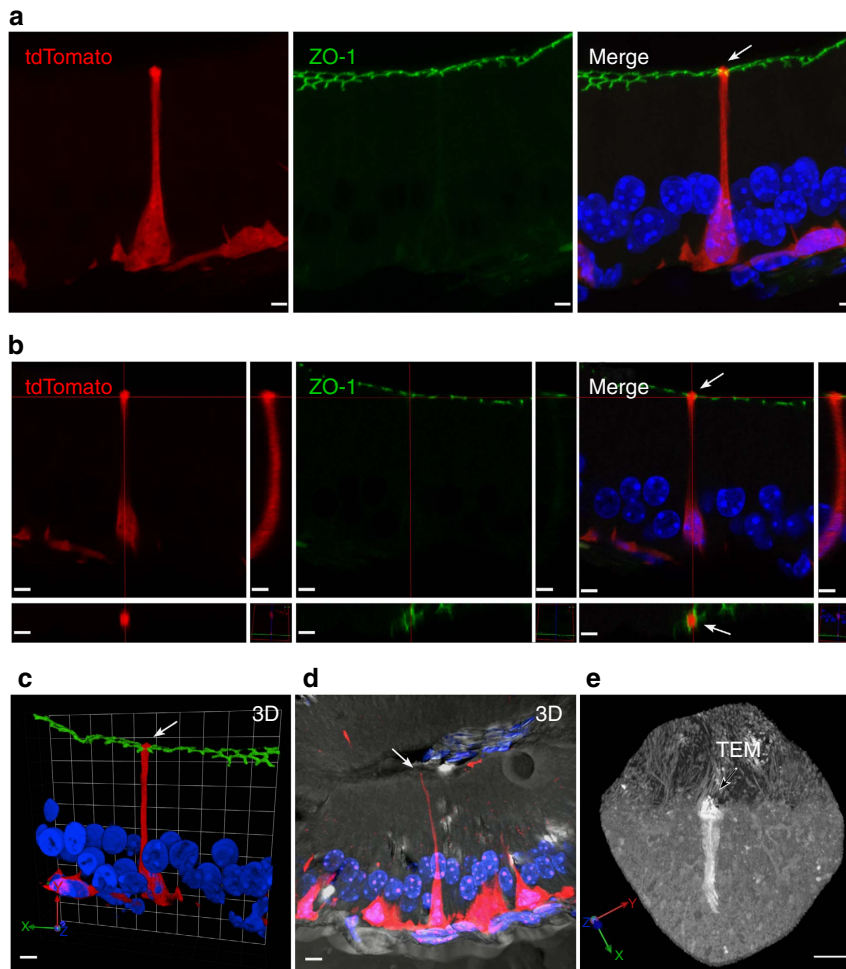 a
tdTomato
ZO-1
Merge
b
tdTomato
ZO-1
Merge
c
3D
d
3D
e
TEM
X
Z
Y
Z
X